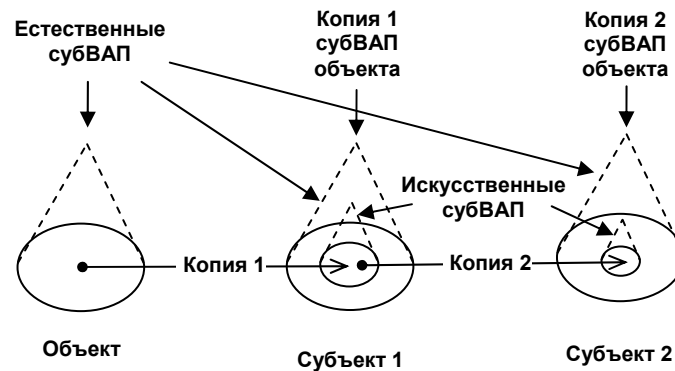 Естественные
субВАП
Копия 1
субВАП
объекта
Копия 2
субВАП
объекта
Искусственные
субВАП
Копия 1
Копия 2
Объект
Субъект 1
Субъект 2